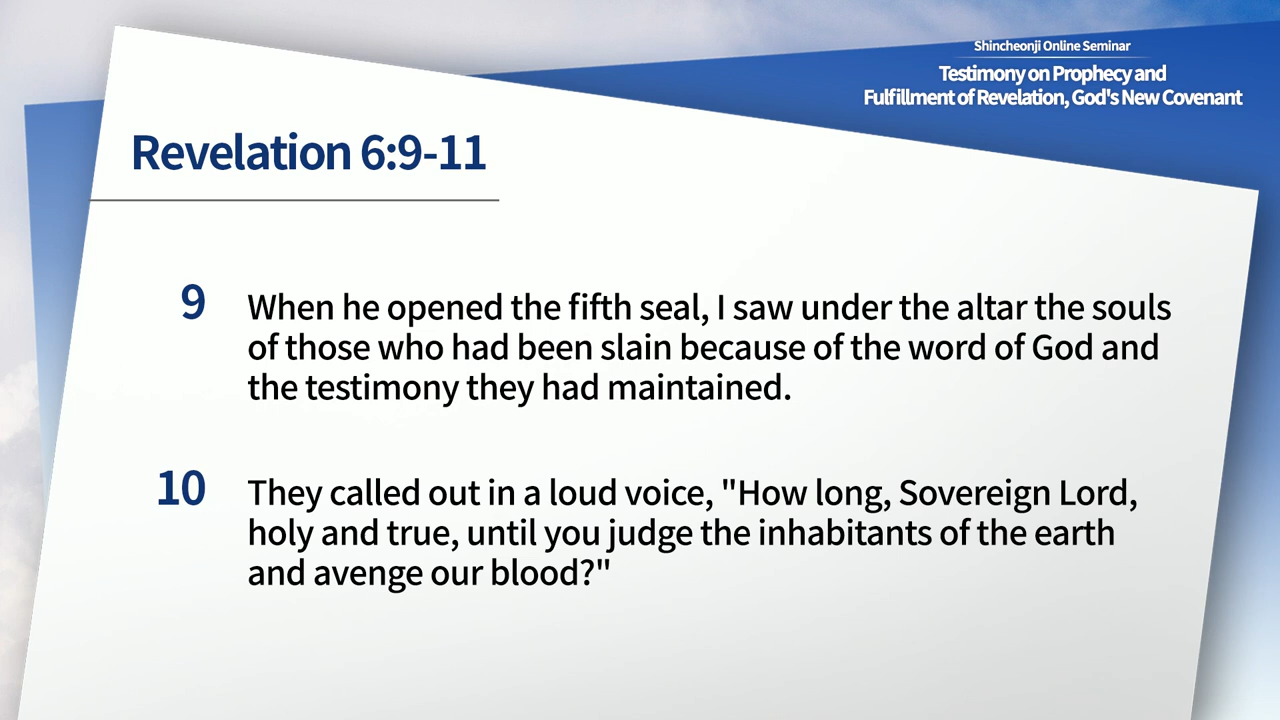 Shincheonji Online Seminar
Testimony on Prophecy and
Fulfillment of Revelation, God's New Covenant
Revelation 6:9-11
9 When he opened the fifth seal, I saw under the altar the souls
of those who had been slain because of the word of God and
the testimony they had maintained.
10 They called out in a loud voice, "How long, Sovereign Lord,
holy and true, until you judge the inhabitants of the earth
and avenge our blood?"